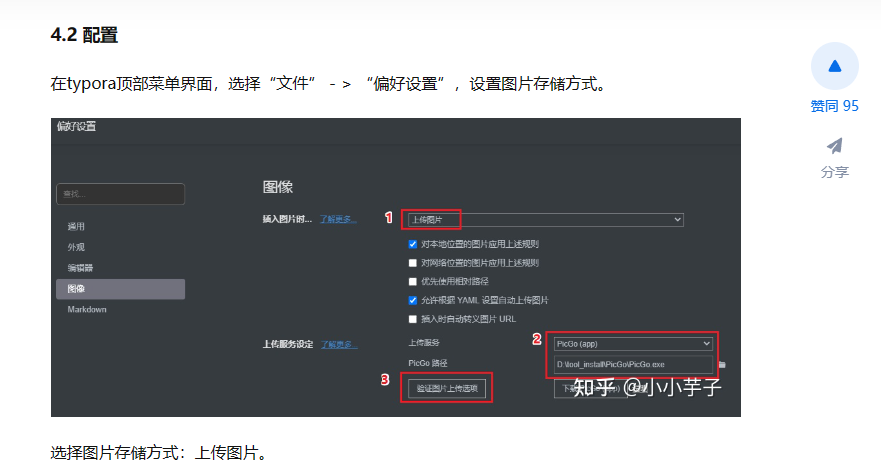 4.2 配置
在typora顶部菜单界面，选择“文件” - > “偏好设置”，设置图片存储方式。
赞同 95
分享
偏好设置
查找...
通用
外观
编辑器
图像
Markdown
图像
插入图片时... 了解更多...
1
上传图片
对本地位置的图片应用上述规则
对网络位置的图片应用上述规则
优先使用相对路径
允许根据 YAML 设置自动上传图片
插入时自动转义图片 URL
上传服务设定 了解更多...
上传服务
2
PicGo (app)
PicGo 路径
D:\tool_install\PicGo\PicGo.exe
3
验证图片上传选项
知乎 @小小芋子
选择图片存储方式：上传图片。